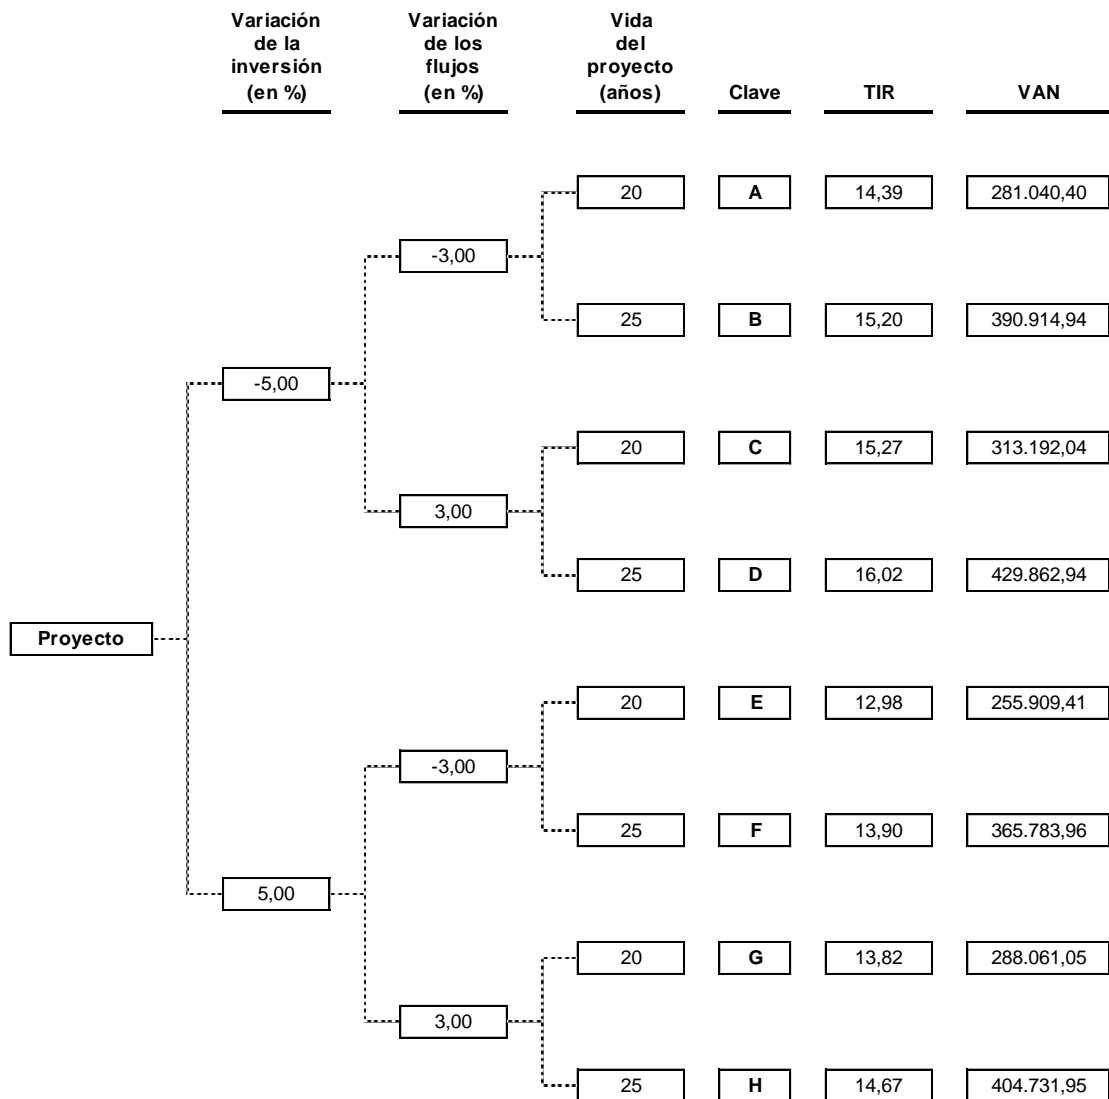 Variación de la inversión (en %)
Variación de los flujos (en %)
Vida del proyecto (años)
Clave
TIR
VAN
20 A 14,39 281.040,40
-3,00
25 B 15,20 390.914,94
-5,00
20 C 15,27 313.192,04
3,00
25 D 16,02 429.862,94
Proyecto
20 E 12,98 255.909,41
-3,00
25 F 13,90 365.783,96
5,00
20 G 13,82 288.061,05
3,00
25 H 14,67 404.731,95